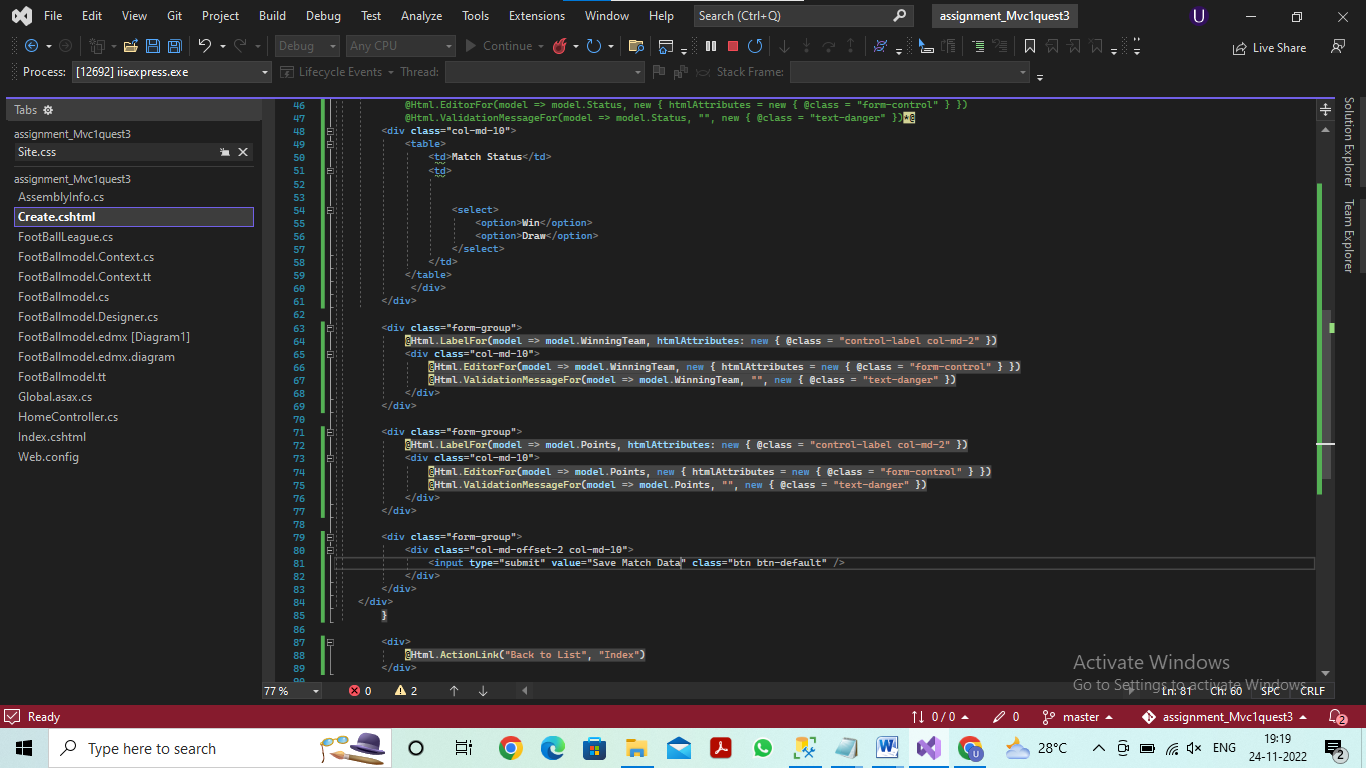 File Edit View Git Project Build Debug Test Analyze Tools Extensions Window Help Search (Ctrl+Q) assignment_Mvc1quest3 U
Debug Any CPU Continue Live Share
Process: [12692] iisexpress.exe Lifecycle Events Thread: Stack Frame:
Tabs
assignment_Mvc1quest3
Site.css
assignment_Mvc1quest3
AssemblyInfo.cs
Create.cshtml
FootBallLeague.cs
FootBallmodel.Context.cs
FootBallmodel.Context.tt
FootBallmodel.cs
FootBallmodel.Designer.cs
FootBallmodel.edmx [Diagram1]
FootBallmodel.edmx.diagram
FootBallmodel.tt
Global.asax.cs
HomeController.cs
Index.cshtml
Web.config
46 @Html.EditorFor(model => model.Status, new { htmlAttributes = new { @class = "form-control" } })
47 @Html.ValidationMessageFor(model => model.Status, "", new { @class = "text-danger" })*@
48 <div class="col-md-10">
49 <table>
50 <td>Match Status</td>
51 <td>
52
53
54 <select>
55 <option>Win</option>
56 <option>Draw</option>
57 </select>
58 </td>
59 </table>
60 </div>
61 </div>
62
63 <div class="form-group">
64 @Html.LabelFor(model => model.WinningTeam, htmlAttributes: new { @class = "control-label col-md-2" })
65 <div class="col-md-10">
66 @Html.EditorFor(model => model.WinningTeam, new { htmlAttributes = new { @class = "form-control" } })
67 @Html.ValidationMessageFor(model => model.WinningTeam, "", new { @class = "text-danger" })
68 </div>
69 </div>
70
71 <div class="form-group">
72 @Html.LabelFor(model => model.Points, htmlAttributes: new { @class = "control-label col-md-2" })
73 <div class="col-md-10">
74 @Html.EditorFor(model => model.Points, new { htmlAttributes = new { @class = "form-control" } })
75 @Html.ValidationMessageFor(model => model.Points, "", new { @class = "text-danger" })
76 </div>
77 </div>
78
79 <div class="form-group">
80 <div class="col-md-offset-2 col-md-10">
81 <input type="submit" value="Save Match Data" class="btn btn-default" />
82 </div>
83 </div>
84 </div>
85 }
86
87 <div>
88 @Html.ActionLink("Back to List", "Index")
89 </div>
Solution Explorer
Team Explorer
Activate Windows
Go to Settings to activate Windows.
77 % 0 2 Ln: 81 Ch: 60 SPC CRLF
Ready 0 / 0 0 master assignment_Mvc1quest3 2
Type here to search 28°C ENG 19:19
24-11-2022 2